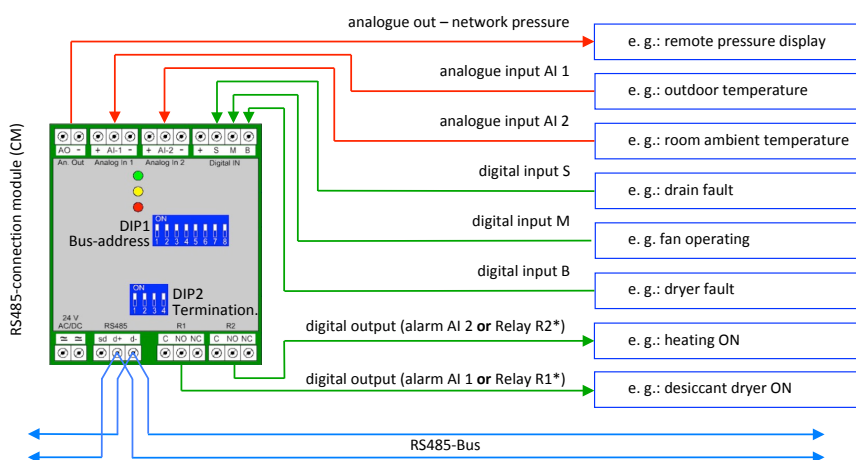 analogue out – network pressure
e. g.: remote pressure display
analogue input AI 1
e. g.: outdoor temperature
analogue input AI 2
e. g.: room ambient temperature
digital input S
e. g.: drain fault
digital input M
e. g. fan operating
digital input B
e. g.: dryer fault
digital output (alarm AI 2 or Relay R2*)
e. g.: heating ON
digital output (alarm AI 1 or Relay R1*)
e. g.: desiccant dryer ON
RS485-connection module (CIM)
AO - + AI-1 - + AI-2 - + S M B
An. Out Analog In 1 Analog in 2 Digital IN
DIP1
Bus-address
ON
1 2 3 4 5 6 7 8
ON
1 2 3 4
DIP2
Termination.
24 V
AC/DC RS485 R1 R2
≃ ≃ sd d+ d- C NO NC C NO NC
RS485-Bus